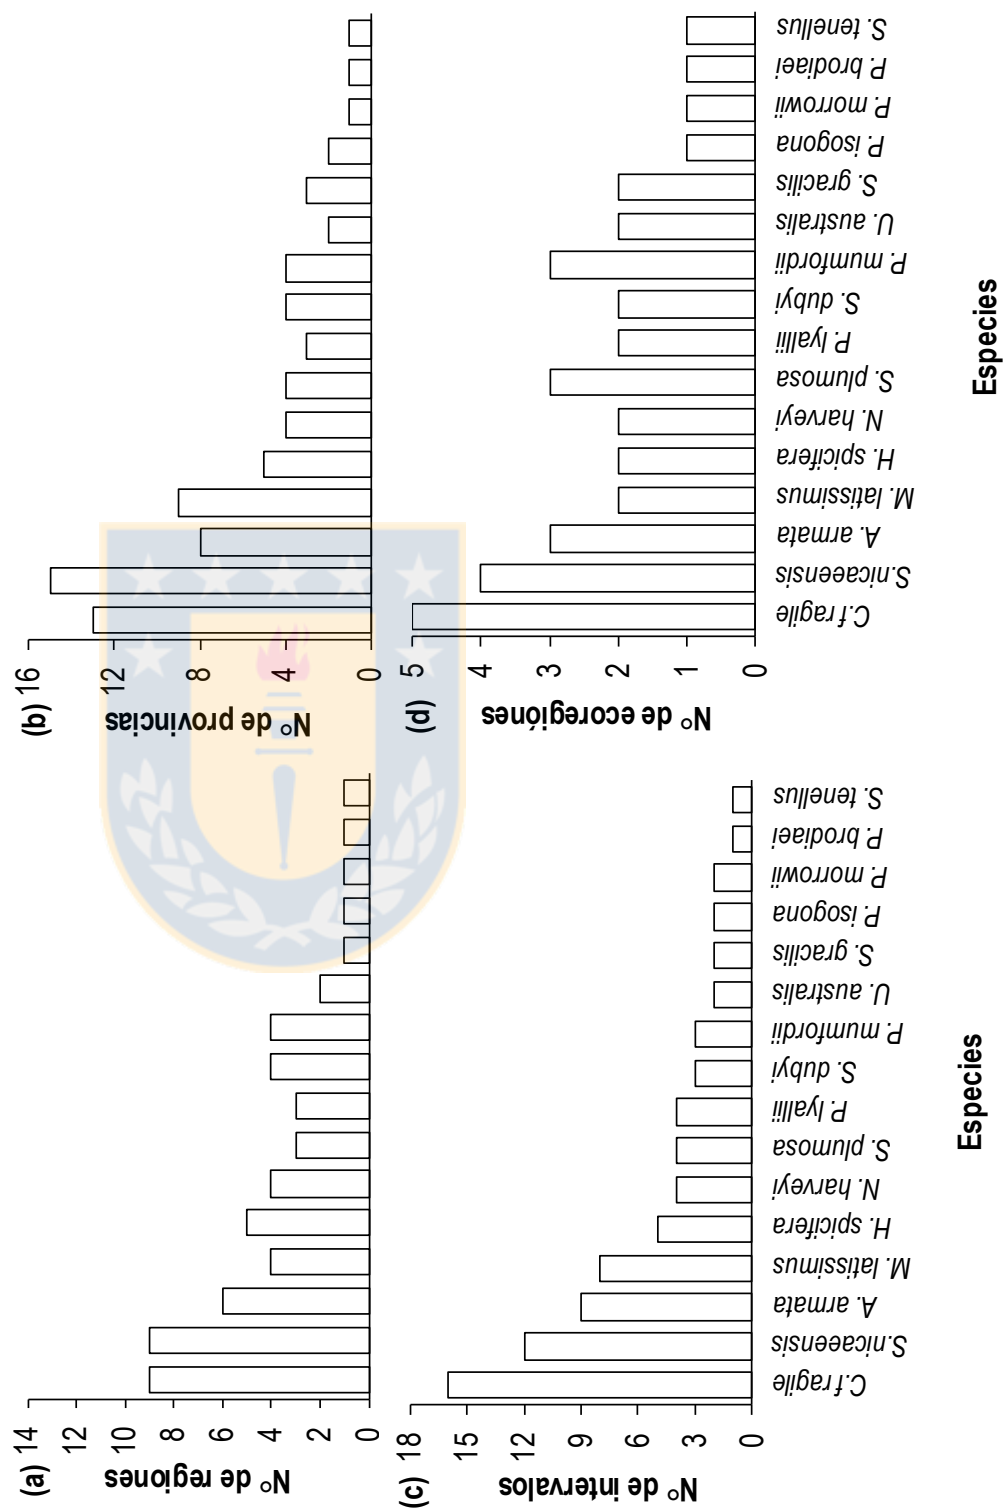 (a)
N° de regiones
14
12
10
8
6
4
2
0
(b)
N° de provincias
16
12
8
4
0
(c)
N° de intervalos
18
15
12
9
6
3
0
C.fragile
S.nicaeensis
A. armata
M. latissimus
H. spicifera
N. harveyi
S. plumosa
P. lyallii
S. dubyi
P. mumfordii
U. australis
S. gracilis
P. isogona
P. morrowii
P. brodiaei
S. tenellus
Especies
(d)
N° de ecoregiónes
5
4
3
2
1
0
C.fragile
S.nicaeensis
A. armata
M. latissimus
H. spicifera
N. harveyi
S. plumosa
P. lyallii
S. dubyi
P. mumfordii
U. australis
S. gracilis
P. isogona
P. morrowii
P. brodiaei
S. tenellus
Especies